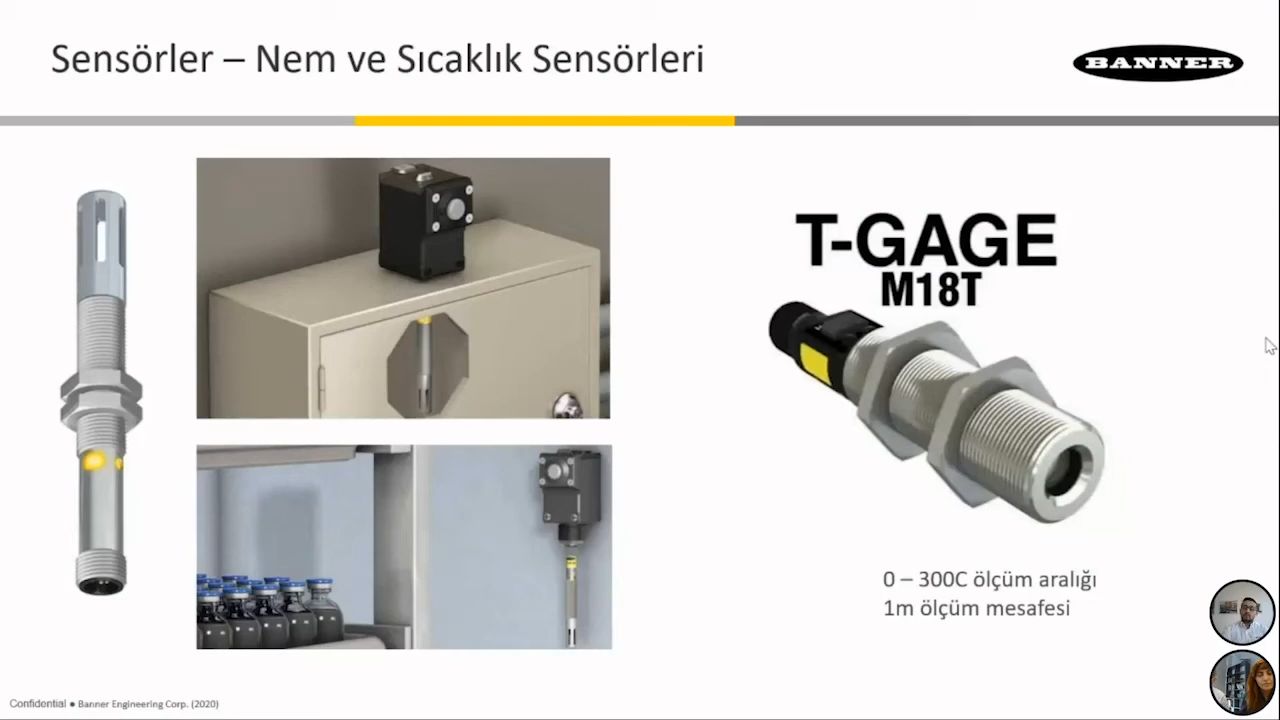 Sensörler – Nem ve Sıcaklık Sensörleri
BANNER
T-GAGE
M18T
0 – 300C ölçüm aralığı
1m ölçüm mesafesi
Confidential ● Banner Engineering Corp. (2020)